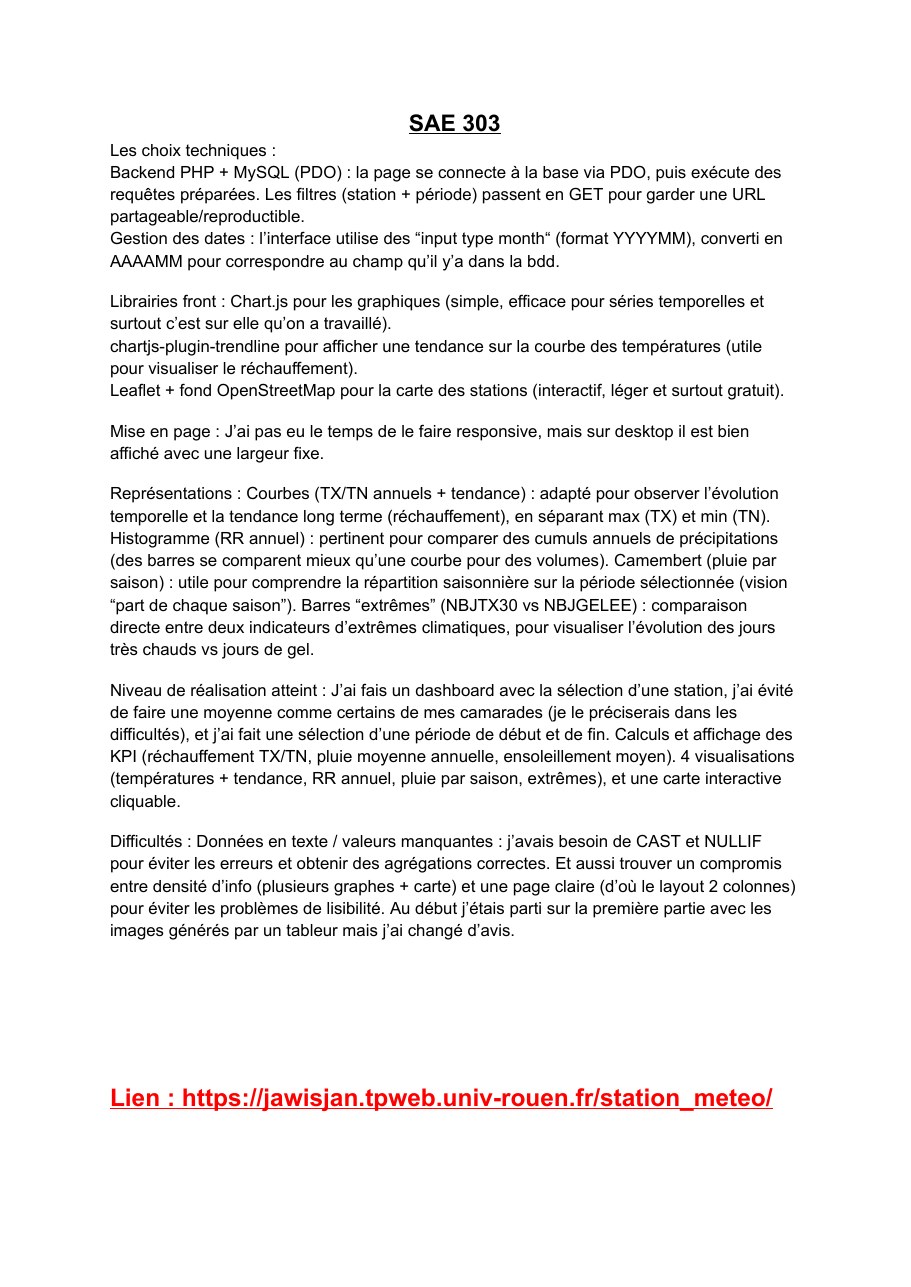 SAE 303
Les choix techniques :
Backend PHP + MySQL (PDO) : la page se connecte à la base via PDO, puis exécute des
requêtes préparées. Les filtres (station + période) passent en GET pour garder une URL
partageable/reproductible.
Gestion des dates : l’interface utilise des “input type month“ (format YYYYMM), converti en
AAAAMM pour correspondre au champ qu’il y’a dans la bdd.
Librairies front : Chart.js pour les graphiques (simple, efficace pour séries temporelles et
surtout c’est sur elle qu’on a travaillé).
chartjs-plugin-trendline pour afficher une tendance sur la courbe des températures (utile
pour visualiser le réchauffement).
Leaflet + fond OpenStreetMap pour la carte des stations (interactif, léger et surtout gratuit).
Mise en page : J’ai pas eu le temps de le faire responsive, mais sur desktop il est bien
affiché avec une largeur fixe.
Représentations : Courbes (TX/TN annuels + tendance) : adapté pour observer l’évolution
temporelle et la tendance long terme (réchauffement), en séparant max (TX) et min (TN).
Histogramme (RR annuel) : pertinent pour comparer des cumuls annuels de précipitations
(des barres se comparent mieux qu’une courbe pour des volumes). Camembert (pluie par
saison) : utile pour comprendre la répartition saisonnière sur la période sélectionnée (vision
“part de chaque saison”). Barres “extrêmes” (NBJTX30 vs NBJGELEE) : comparaison
directe entre deux indicateurs d’extrêmes climatiques, pour visualiser l’évolution des jours
très chauds vs jours de gel.
Niveau de réalisation atteint : J’ai fais un dashboard avec la sélection d’une station, j’ai évité
de faire une moyenne comme certains de mes camarades (je le préciserais dans les
difficultés), et j’ai fait une sélection d’une période de début et de fin. Calculs et affichage des
KPI (réchauffement TX/TN, pluie moyenne annuelle, ensoleillement moyen). 4 visualisations
(températures + tendance, RR annuel, pluie par saison, extrêmes), et une carte interactive
cliquable.
Difficultés : Données en texte / valeurs manquantes : j’avais besoin de CAST et NULLIF
pour éviter les erreurs et obtenir des agrégations correctes. Et aussi trouver un compromis
entre densité d’info (plusieurs graphes + carte) et une page claire (d’où le layout 2 colonnes)
pour éviter les problèmes de lisibilité. Au début j’étais parti sur la première partie avec les
images générés par un tableur mais j’ai changé d’avis.
Lien : https://jawisjan.tpweb.univ-rouen.fr/station_meteo/